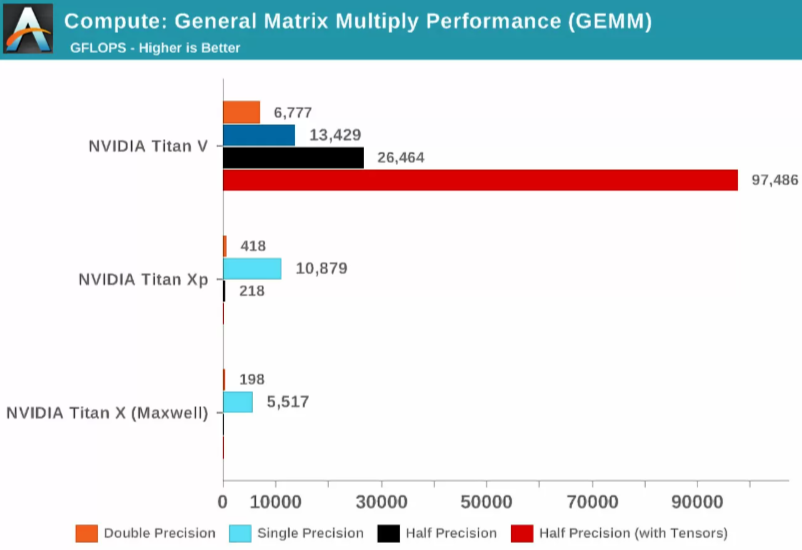 Compute: General Matrix Multiply Performance (GEMM)
GFLOPS - Higher is Better
6,777
NVIDIA Titan V
13,429
26,464
97,486
418
NVIDIA Titan Xp
10,879
218
198
NVIDIA Titan X (Maxwell)
5,517
0 10000 30000 50000 70000 90000
Double Precision Single Precision Half Precision Half Precision (with Tensors)